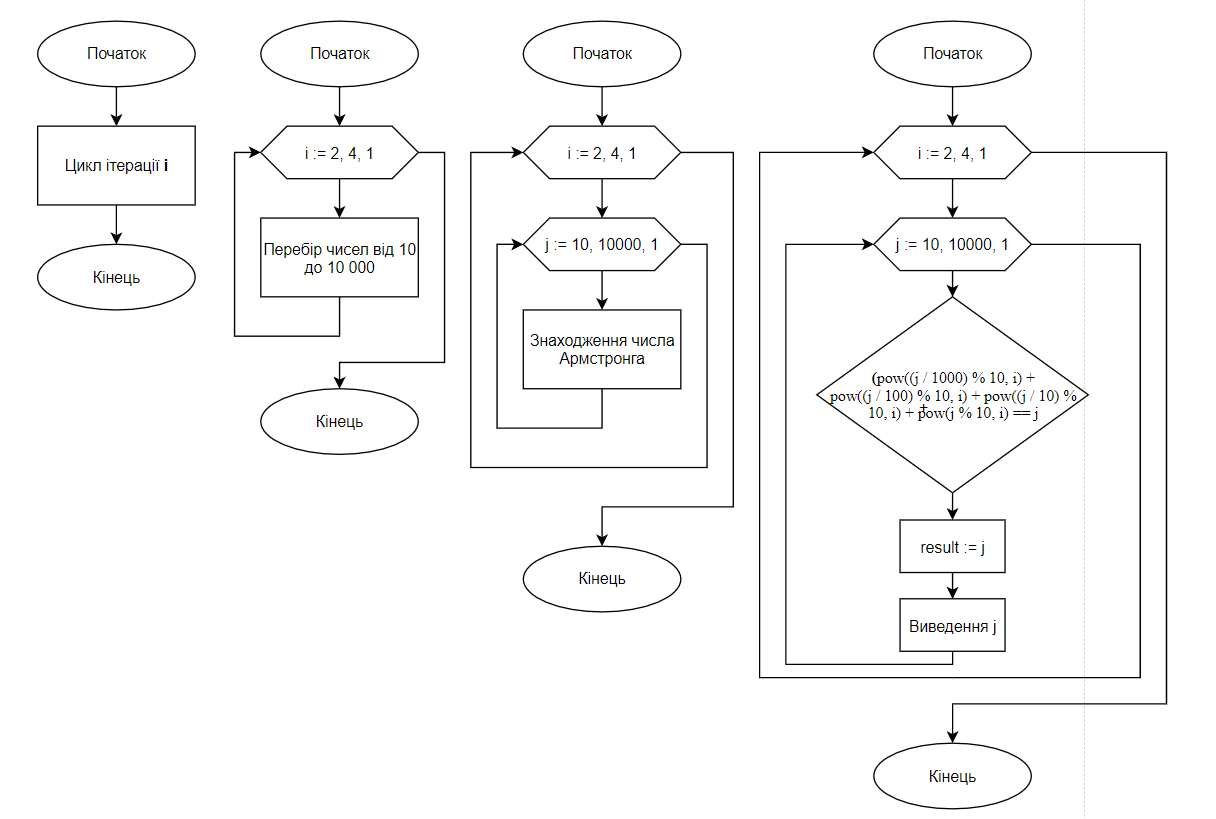 Початок
Цикл ітерації i
Кінець
Початок
i := 2, 4, 1
Перебір чисел від 10
до 10 000
Кінець
Початок
i := 2, 4, 1
j := 10, 10000, 1
Знаходження числа
Армстронга
Кінець
Початок
i := 2, 4, 1
j := 10, 10000, 1
(pow((j / 1000) % 10, i) +
pow((j / 100) % 10, i) + pow((j / 10) %
10, i) + pow(j % 10, i) == j
+
result := j
Виведення j
Кінець